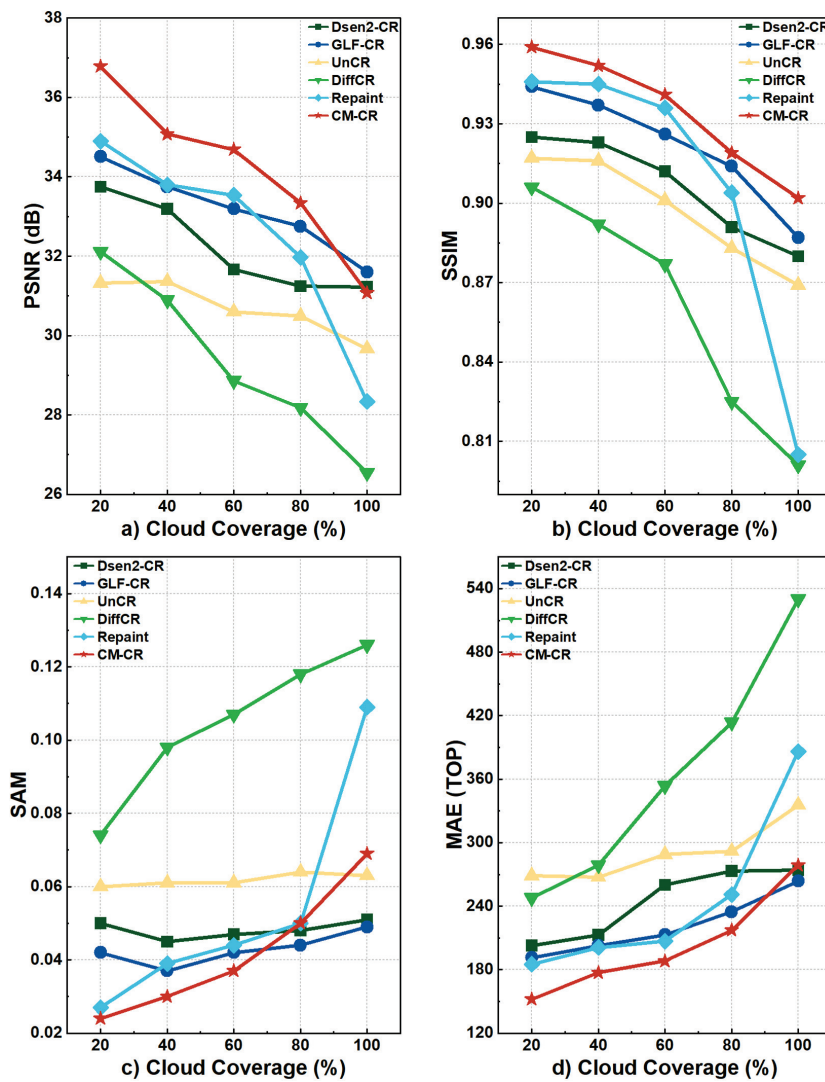 38
36
34
32
30
28
26
PSNR (dB)
Dsen2-CR
GLF-CR
UnCR
DiffCR
Repaint
CM-CR
20 40 60 80 100
a) Cloud Coverage (%)
0.96
0.93
0.90
0.87
0.84
0.81
SSIM
Dsen2-CR
GLF-CR
UnCR
DiffCR
Repaint
CM-CR
20 40 60 80 100
b) Cloud Coverage (%)
0.14
0.12
0.10
0.08
0.06
0.04
0.02
SAM
Dsen2-CR
GLF-CR
UnCR
DiffCR
Repaint
CM-CR
20 40 60 80 100
c) Cloud Coverage (%)
540
480
420
360
300
240
180
120
MAE (TOP)
Dsen2-CR
GLF-CR
UnCR
DiffCR
Repaint
CM-CR
20 40 60 80 100
d) Cloud Coverage (%)